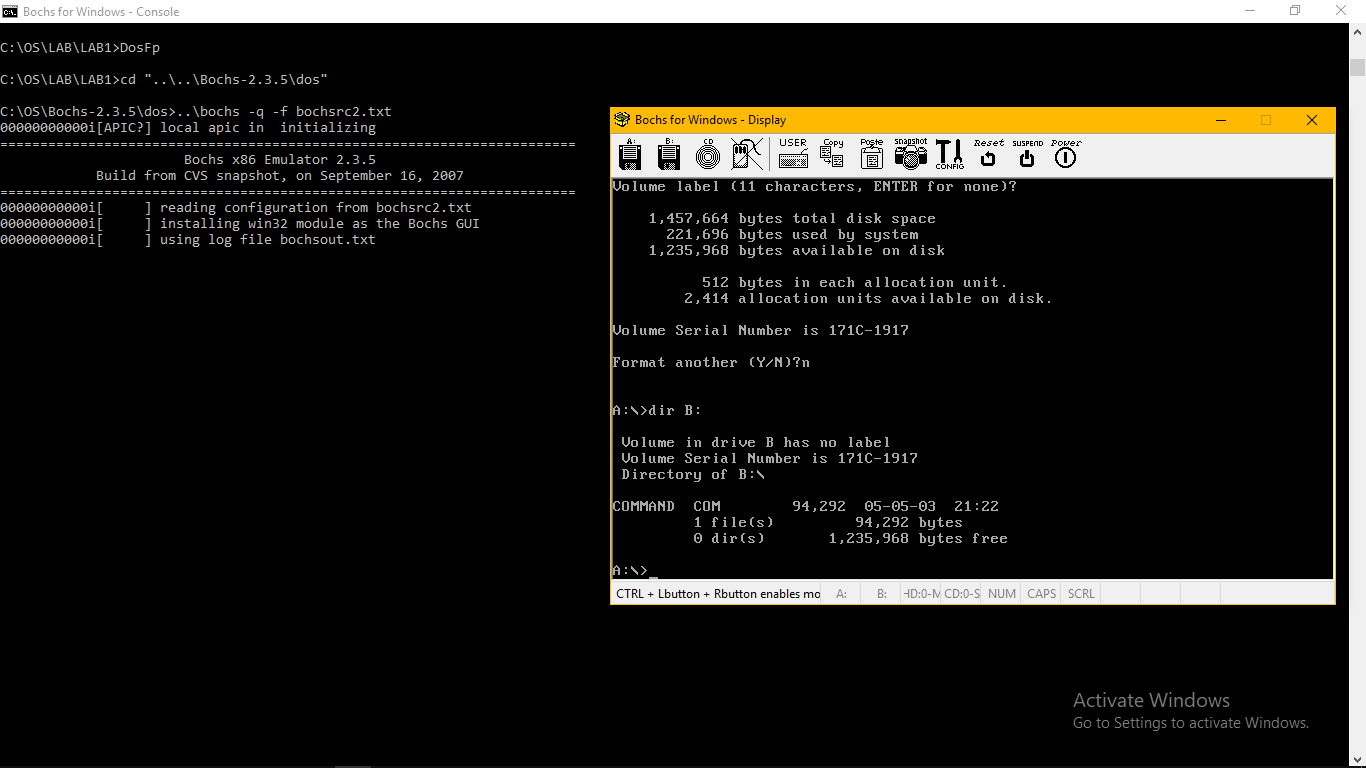 Bochs for Windows - Console
C:\OS\LAB\LAB1>DosFp
C:\OS\LAB\LAB1>cd "..\..\Bochs-2.3.5\dos"
C:\OS\Bochs-2.3.5\dos>..\bochs -q -f bochsrc2.txt
00000000000i[APIC?] local apic in  initializing
========================================================================
Bochs x86 Emulator 2.3.5
Build from CVS snapshot, on September 16, 2007
========================================================================
00000000000i[     ] reading configuration from bochsrc2.txt
00000000000i[     ] installing win32 module as the Bochs GUI
00000000000i[     ] using log file bochsout.txt
Bochs for Windows - Display
A: B: CD USER Copy Paste snapshot CONFIG Reset SUSPEND Power
Volume label (11 characters, ENTER for none)?
1,457,664 bytes total disk space
221,696 bytes used by system
1,235,968 bytes available on disk
512 bytes in each allocation unit.
2,414 allocation units available on disk.
Volume Serial Number is 171C-1917
Format another (Y/N)?n
A:\>dir B:
Volume in drive B has no label
Volume Serial Number is 171C-1917
Directory of B:\
COMMAND  COM        94,292  05-05-03  21:22
1 file(s)         94,292 bytes
0 dir(s)       1,235,968 bytes free
A:\>_
CTRL + Lbutton + Rbutton enables mo A: B: HD:0-M CD:0-S NUM CAPS SCRL
Activate Windows
Go to Settings to activate Windows.